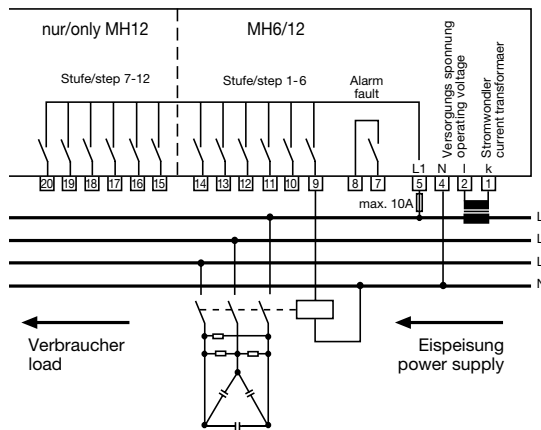 nur/only MH12
MH6/12
Stufe/step 7-12
Stufe/step 1-6
Alarm
fault
Versorgungs sponnung
operating voltage
Stromwondler
current transformaer
L1
N
l
k
20
19
18
17
16
15
14
13
12
11
10
9
8
7
5
4
2
1
max. 10A
L
L
L
N
Verbraucher
load
Eispeisung
power supply